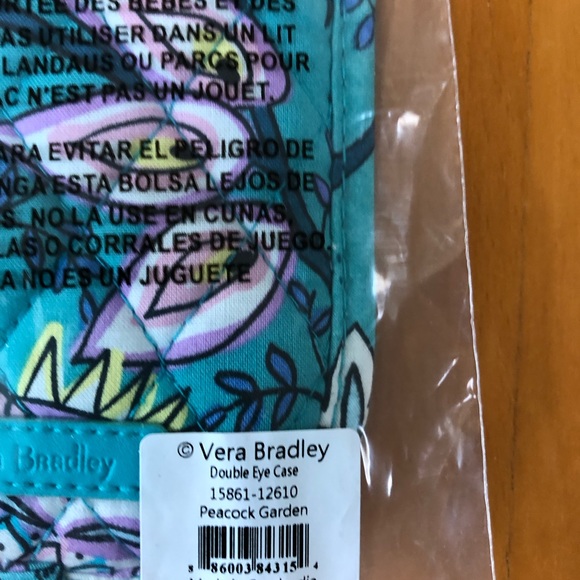 ORTÉE DES BÉBÉS ET DES
AS UTILISER DANS UN LIT
LANDAUS OU PARCS POUR
AC N'EST PAS UN JOUET.
ARA EVITAR EL PELIGRO DE
NGA ESTA BOLSA LEJOS DE
S. NO LA USE EN CUNAS,
LAS O CORRALES DE JUEGO.
A NO ES UN JUGUETE
a Bradley
© Vera Bradley
Double Eye Case
15861-12610
Peacock Garden
8 86003 84315 4